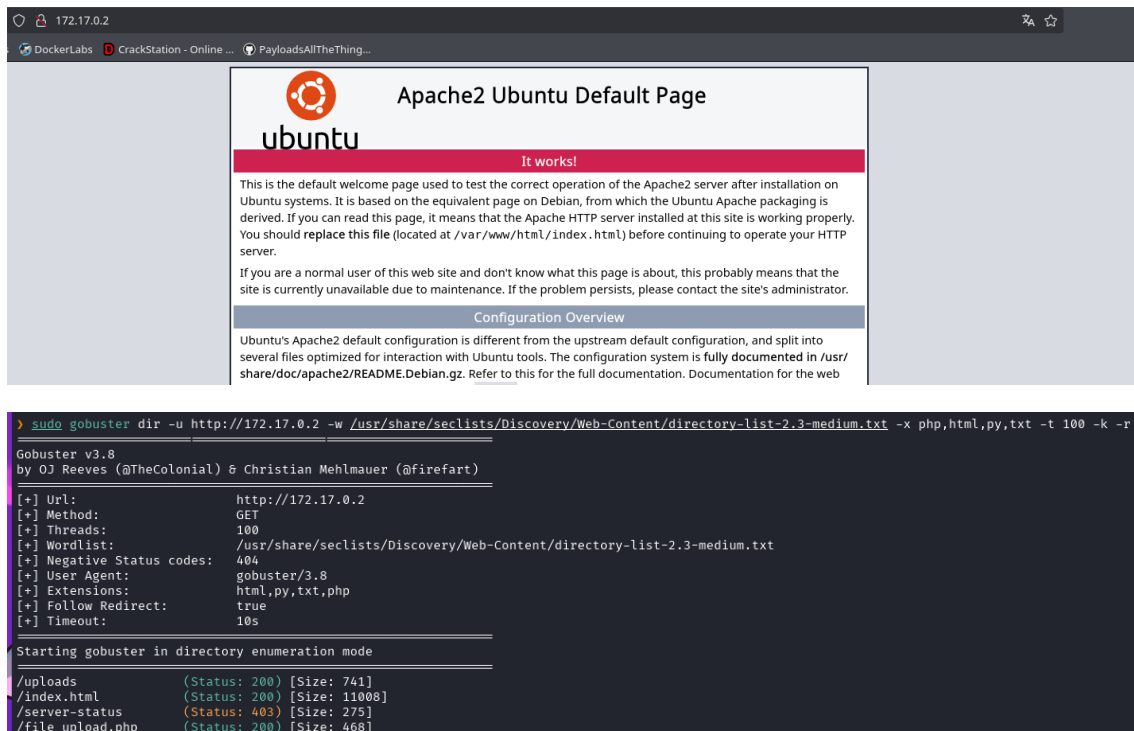 172.17.0.2
DockerLabs CrackStation - Online ... PayloadsAllTheThing...
Apache2 Ubuntu Default Page
ubuntu
It works!
This is the default welcome page used to test the correct operation of the Apache2 server after installation on
Ubuntu systems. It is based on the equivalent page on Debian, from which the Ubuntu Apache packaging is
derived. If you can read this page, it means that the Apache HTTP server installed at this site is working properly.
You should replace this file (located at /var/www/html/index.html) before continuing to operate your HTTP
server.
If you are a normal user of this web site and don't know what this page is about, this probably means that the
site is currently unavailable due to maintenance. If the problem persists, please contact the site's administrator.
Configuration Overview
Ubuntu's Apache2 default configuration is different from the upstream default configuration, and split into
several files optimized for interaction with Ubuntu tools. The configuration system is fully documented in /usr/
share/doc/apache2/README.Debian.gz. Refer to this for the full documentation. Documentation for the web
❯ sudo gobuster dir -u http://172.17.0.2 -w /usr/share/seclists/Discovery/Web-Content/directory-list-2.3-medium.txt -x php,html,py,txt -t 100 -k -r
Gobuster v3.8
by OJ Reeves (@TheColonial) & Christian Mehlmauer (@firefart)
[+] Url: http://172.17.0.2
[+] Method: GET
[+] Threads: 100
[+] Wordlist: /usr/share/seclists/Discovery/Web-Content/directory-list-2.3-medium.txt
[+] Negative Status codes: 404
[+] User Agent: gobuster/3.8
[+] Extensions: html,py,txt,php
[+] Follow Redirect: true
[+] Timeout: 10s
Starting gobuster in directory enumeration mode
/uploads (Status: 200) [Size: 741]
/index.html (Status: 200) [Size: 11008]
/server-status (Status: 403) [Size: 275]
/file_upload.php (Status: 200) [Size: 468]